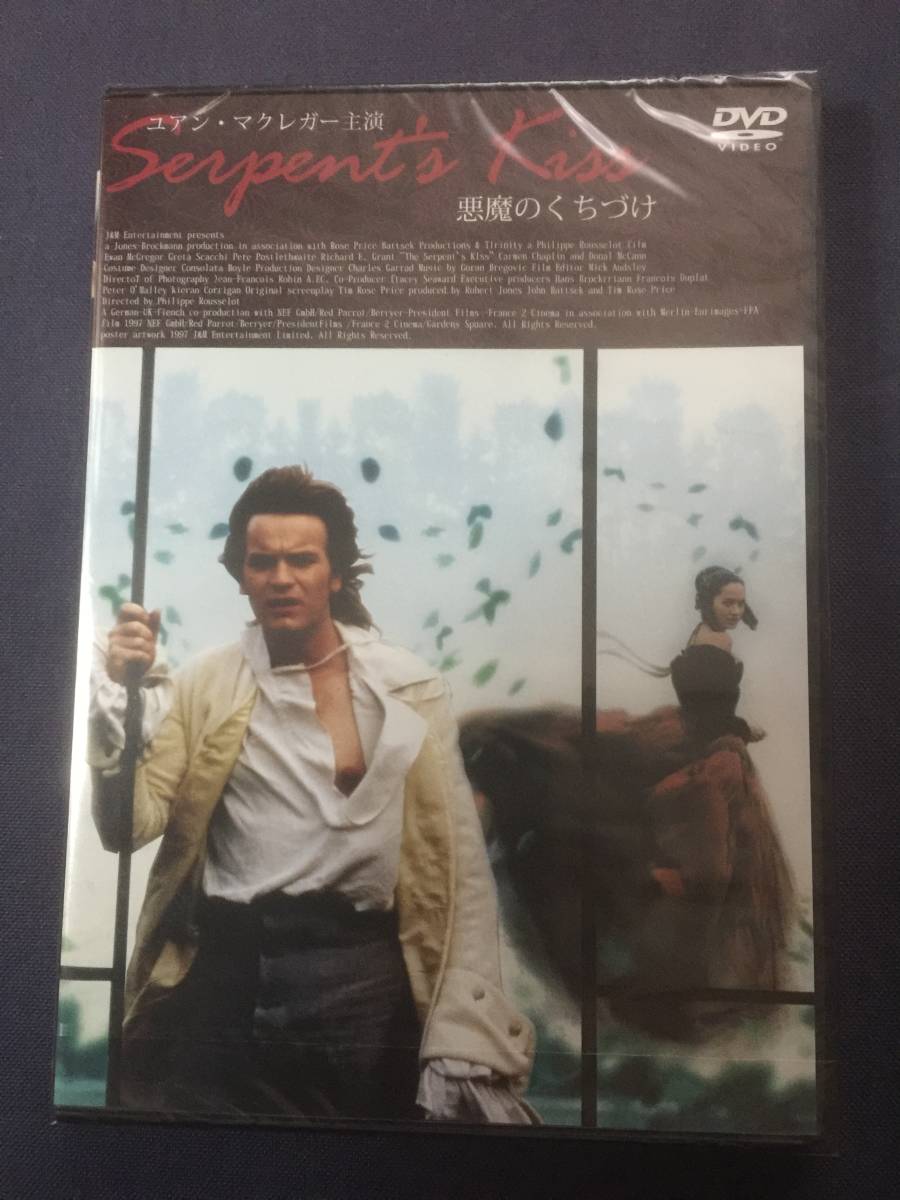 ユアン・マクレガー主演
Serpent's Kiss
DVD
VIDEO
悪魔のくちづけ
J&M Entertainment presents
a Jones-Brockmann production in association with Rose Price Battsek Productions & Tlrinity a Philippe Rousselot film
Ewan McGregor Greta Scacchi Pete Postlethwaite Richard E. Grant "The Serpent's KIss" Carmen Chaplin and Donal McCann
Costume Designer Consolata Boyle Production Designer Charles Garrad Music by Goran Bregovic Film Editor Mick Audsley
Director of Photography Jean-Francois Robin A.FC. Co-Producer Ctacey Seaward Executive producers Hans Brockrriann Francois Duplat
Peter O'Malley Kieran Corrigan Original screenplay Tim Rose Price produced by Robert Jones John Battsek and Tim Rose Price
Directed by Philippe Rousselot
A German-UK-fiench co-production with NEF GmbH/Red Parrot/Berryer-President Films /France 2 Cinema in association with Merlin-Eurimages-FFA
film 1997 NEF GmbH/Red Parrot/Berryer/PresidentFilms /France 2 Cinema/Gardens Square. All Rights Reserved.
poster artwork 1997 J&M Entertainment Limited. All Rights Reserved.